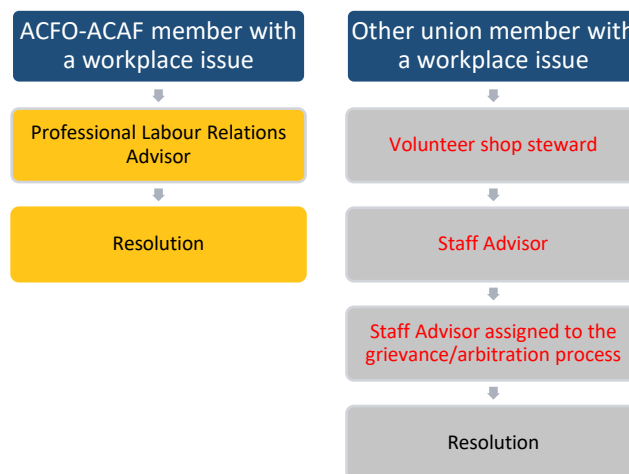 ACFO-ACAF member with
a workplace issue
Professional Labour Relations
Advisor
Resolution
Other union member with
a workplace issue
Volunteer shop steward
Staff Advisor
Staff Advisor assigned to the
grievance/arbitration process
Resolution